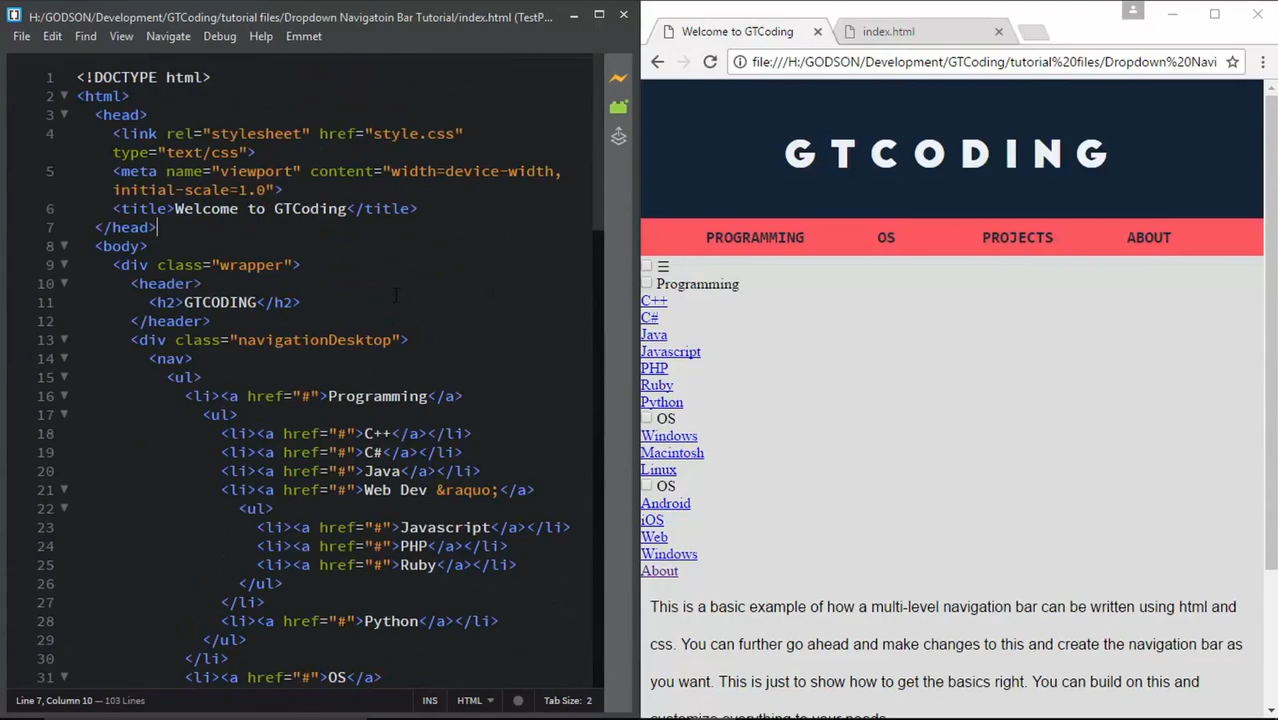 H:/GODSON/Development/GTCoding/tutorial files/Dropdown Navigatoin Bar Tutorial/index.html (TestP...
File Edit Find View Navigate Debug Help Emmet
1 <!DOCTYPE html>
2 <html>
3 <head>
4 <link rel="stylesheet" href="style.css"
type="text/css">
5 <meta name="viewport" content="width=device-width,
initial-scale=1.0">
6 <title>Welcome to GTCoding</title>
7 </head>
8 <body>
9 <div class="wrapper">
10 <header>
11 <h2>GTCODING</h2>
12 </header>
13 <div class="navigationDesktop">
14 <nav>
15 <ul>
16 <li><a href="#">Programming</a>
17 <ul>
18 <li><a href="#">C++</a></li>
19 <li><a href="#">C#</a></li>
20 <li><a href="#">Java</a></li>
21 <li><a href="#">Web Dev &raquo;</a>
22 <ul>
23 <li><a href="#">Javascript</a></li>
24 <li><a href="#">PHP</a></li>
25 <li><a href="#">Ruby</a></li>
26 </ul>
27 </li>
28 <li><a href="#">Python</a></li>
29 </ul>
30 </li>
31 <li><a href="#">OS</a>
Line 7, Column 10 — 103 Lines INS HTML Tab Size: 2
Welcome to GTCoding index.html
file:///H:/GODSON/Development/GTCoding/tutorial%20files/Dropdown%20Navi
GTCODING
PROGRAMMING OS PROJECTS ABOUT
☰
Programming
C++
C#
Java
Javascript
PHP
Ruby
Python
OS
Windows
Macintosh
Linux
OS
Android
iOS
Web
Windows
About
This is a basic example of how a multi-level navigation bar can be written using html and
css. You can further go ahead and make changes to this and create the navigation bar as
you want. This is just to show how to get the basics right. You can build on this and
customize everything to your needs